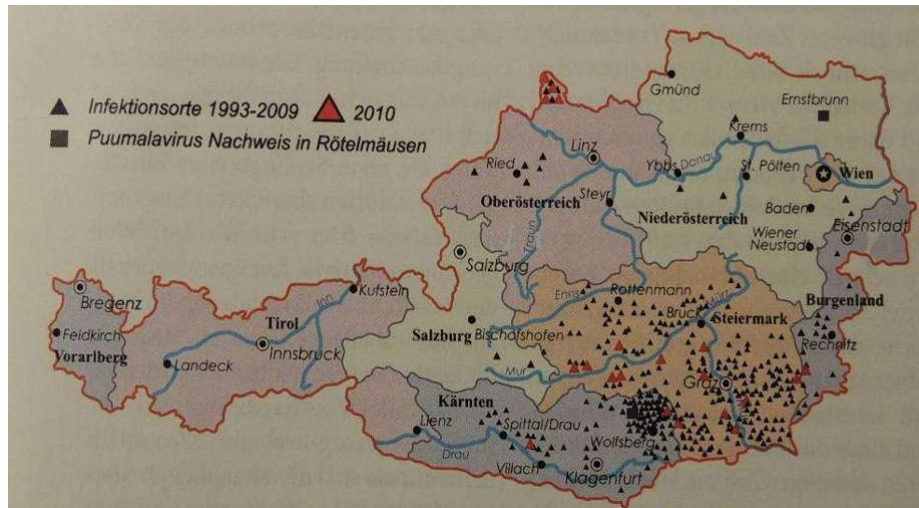 Gmünd
Ernstbrunn
▲ Infektionsorte 1993-2009 ▲ 2010
■ Puumalavirus Nachweis in Rötelmäusen
Krems
Linz
Ried
Ybbs
Donau
St. Pölten
Wien
Steyr
Oberösterreich
Niederösterreich
Baden
Eisenstadt
Wiener
Neustadt
Traun
Salzburg
Enns
Rottenmann
Mürz
Burgenland
Bregenz
Kufstein
Inn
Tirol
Salzburg
Bischofshofen
Bruck
Steiermark
Rechnitz
Feldkirch
Vorarlberg
Landeck
Innsbruck
Mur
Graz
Kärnten
Lienz
Spittal/Drau
Wolfsberg
Drau
Villach
Klagenfurt